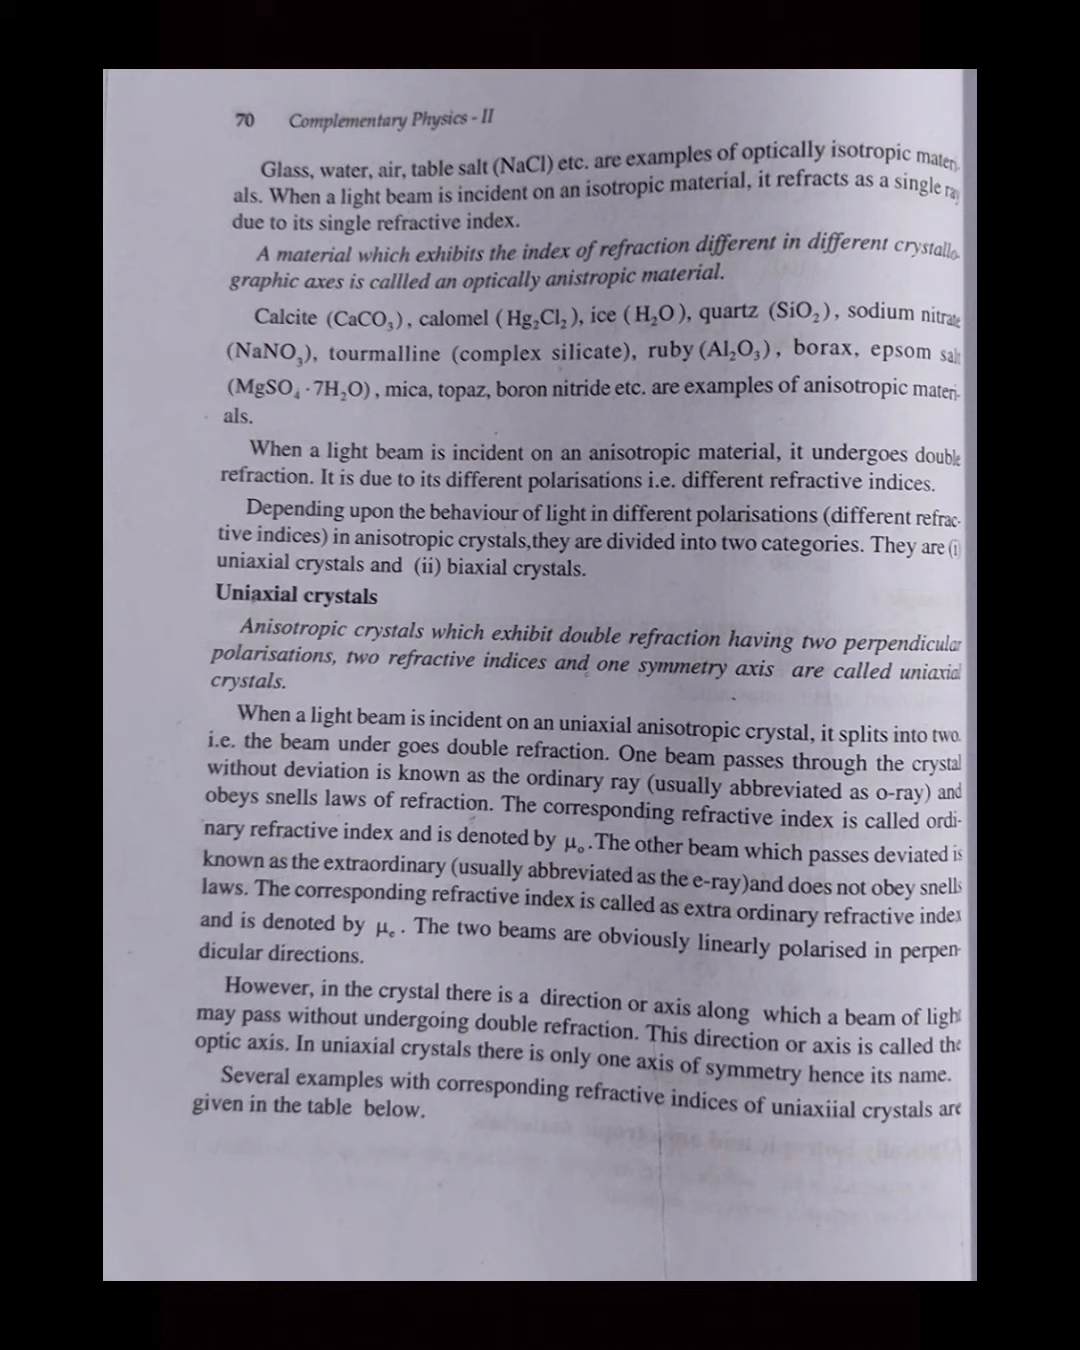 70 Complementary Physics - II
Glass, water, air, table salt (NaCl) etc. are examples of optically isotropic materi-
als. When a light beam is incident on an isotropic material, it refracts as a single ray
due to its single refractive index.
A material which exhibits the index of refraction different in different crystallo-
graphic axes is callled an optically anistropic material.
Calcite (CaCO₃), calomel (Hg₂Cl₂), ice (H₂O), quartz (SiO₂), sodium nitrate
(NaNO₃), tourmalline (complex silicate), ruby (Al₂O₃), borax, epsom salt
(MgSO₄·7H₂O), mica, topaz, boron nitride etc. are examples of anisotropic materi-
als.
When a light beam is incident on an anisotropic material, it undergoes double
refraction. It is due to its different polarisations i.e. different refractive indices.
Depending upon the behaviour of light in different polarisations (different refrac-
tive indices) in anisotropic crystals,they are divided into two categories. They are (i)
uniaxial crystals and (ii) biaxial crystals.
Uniaxial crystals
Anisotropic crystals which exhibit double refraction having two perpendicular
polarisations, two refractive indices and one symmetry axis are called uniaxial
crystals.
When a light beam is incident on an uniaxial anisotropic crystal, it splits into two.
i.e. the beam under goes double refraction. One beam passes through the crystal
without deviation is known as the ordinary ray (usually abbreviated as o-ray) and
obeys snells laws of refraction. The corresponding refractive index is called ordi-
nary refractive index and is denoted by μₒ.The other beam which passes deviated is
known as the extraordinary (usually abbreviated as the e-ray)and does not obey snells
laws. The corresponding refractive index is called as extra ordinary refractive index
and is denoted by μₑ. The two beams are obviously linearly polarised in perpen-
dicular directions.
However, in the crystal there is a direction or axis along which a beam of light
may pass without undergoing double refraction. This direction or axis is called the
optic axis. In uniaxial crystals there is only one axis of symmetry hence its name.
Several examples with corresponding refractive indices of uniaxiial crystals are
given in the table below.